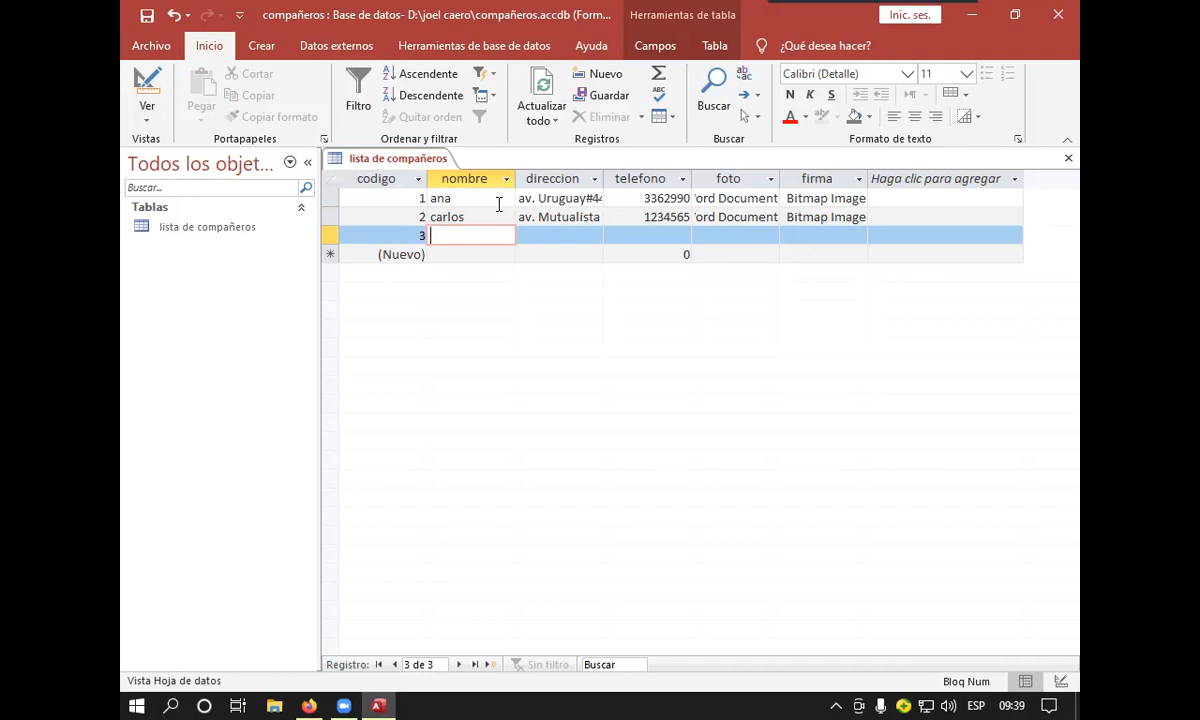 compañeros : Base de datos- D:\joel caero\compañeros.accdb (Form...
Herramientas de tabla
Inic. ses.
Archivo
Inicio
Crear
Datos externos
Herramientas de base de datos
Ayuda
Campos
Tabla
¿Qué desea hacer?
Ver
Vistas
Pegar
Cortar
Copiar
Copiar formato
Portapapeles
Filtro
Ascendente
Descendente
Quitar orden
Ordenar y filtrar
Actualizar todo
Nuevo
Guardar
Eliminar
Registros
Buscar
Buscar
Calibri (Detalle)
11
N K S
Formato de texto
Todos los objet...
Buscar...
Tablas
lista de compañeros
lista de compañeros
codigo nombre direccion telefono foto firma Haga clic para agregar
1 ana av. Uruguay#44 3362990 ord Document Bitmap Image
2 carlos av. Mutualista 1234565 ord Document Bitmap Image
3
(Nuevo) 0
Registro: 3 de 3 Sin filtro Buscar
Vista Hoja de datos
Bloq Num
ESP 09:39